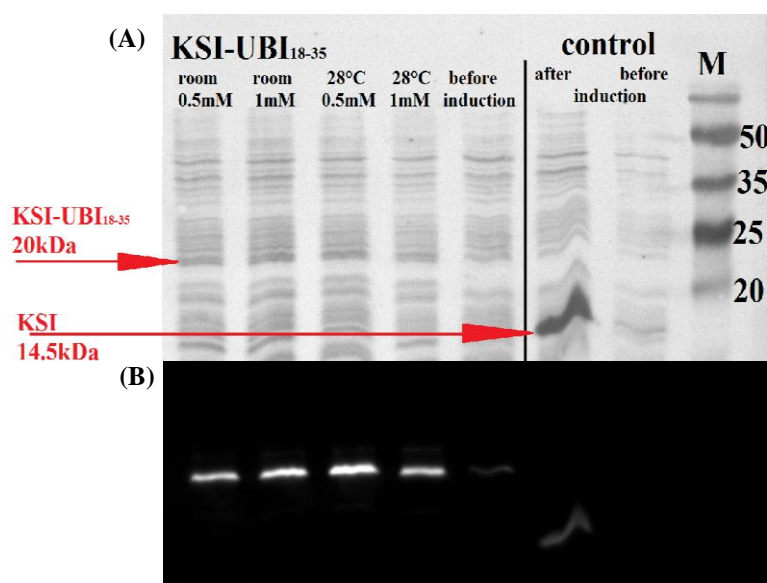 (A)
KSI-UBI18-35
control
room room 28°C 28°C before
0.5mM 1mM 0.5mM 1mM induction
after before
induction
M
50
35
25
20
KSI-UBI18-35
20kDa
KSI
14.5kDa
(B)